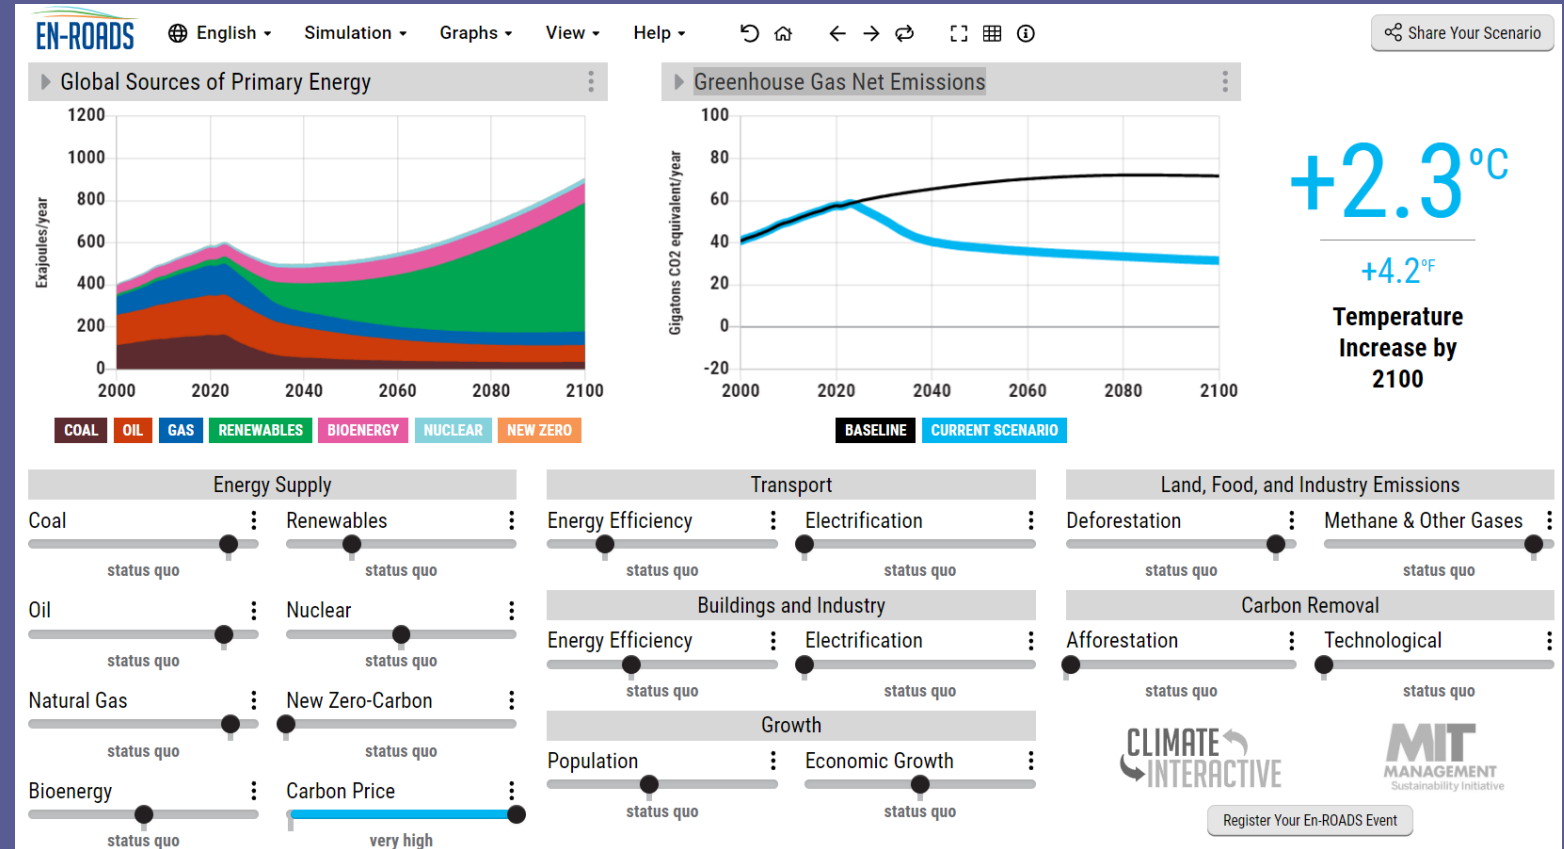 EN-ROADS
English
Simulation
Graphs
View
Help
Share Your Scenario
Global Sources of Primary Energy
1200
1000
800
600
400
200
0
Exajoules/year
2000 2020 2040 2060 2080 2100
COAL OIL GAS RENEWABLES BIOENERGY NUCLEAR NEW ZERO
Greenhouse Gas Net Emissions
100
80
60
40
20
0
-20
Gigatons CO2 equivalent/year
2000 2020 2040 2060 2080 2100
BASELINE CURRENT SCENARIO
+2.3°C
+4.2°F
Temperature
Increase by
2100
Energy Supply
Coal
status quo
Renewables
status quo
Oil
status quo
Nuclear
status quo
Natural Gas
status quo
New Zero-Carbon
status quo
Bioenergy
status quo
Carbon Price
very high
Transport
Energy Efficiency
status quo
Electrification
status quo
Buildings and Industry
Energy Efficiency
status quo
Electrification
status quo
Growth
Population
status quo
Economic Growth
status quo
Land, Food, and Industry Emissions
Deforestation
status quo
Methane & Other Gases
status quo
Carbon Removal
Afforestation
status quo
Technological
status quo
CLIMATE
INTERACTIVE
MIT
MANAGEMENT
Sustainability Initiative
Register Your En-ROADS Event